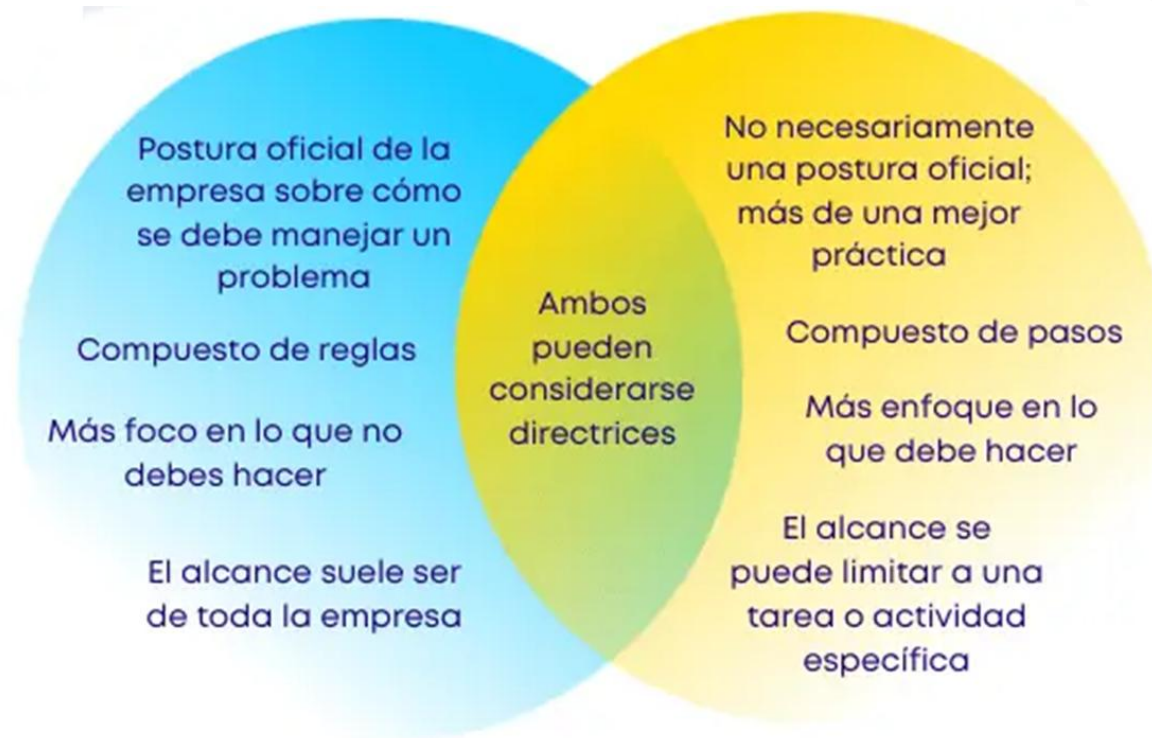 Postura oficial de la
empresa sobre cómo
se debe manejar un
problema
Compuesto de reglas
Más foco en lo que no
debes hacer
El alcance suele ser
de toda la empresa
Ambos
pueden
considerarse
directrices
No necesariamente
una postura oficial;
más de una mejor
práctica
Compuesto de pasos
Más enfoque en lo
que debe hacer
El alcance se
puede limitar a una
tarea o actividad
específica